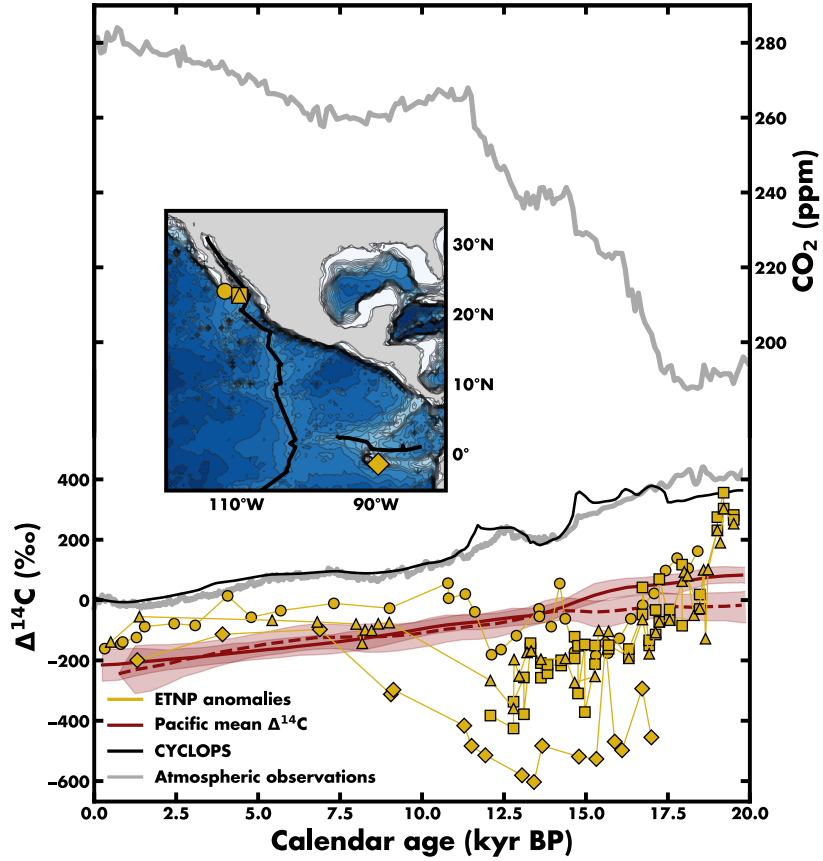 280
260
240
220
200
CO₂ (ppm)
30°N
20°N
10°N
0°
110°W
90°W
400
200
0
−200
−400
−600
Δ¹⁴C (‰)
ETNP anomalies
Pacific mean Δ¹⁴C
CYCLOPS
Atmospheric observations
0.0 2.5 5.0 7.5 10.0 12.5 15.0 17.5 20.0
Calendar age (kyr BP)